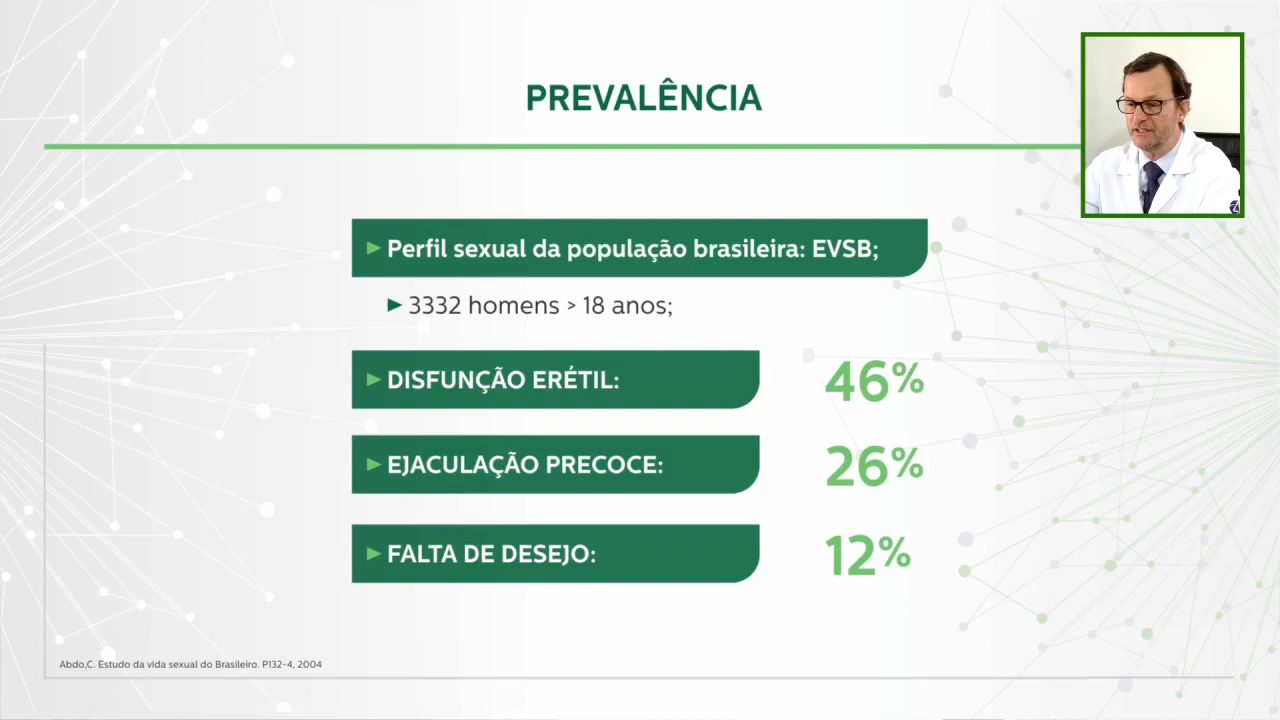 PREVALÊNCIA
Perfil sexual da população brasileira: EVSB;
3332 homens > 18 anos;
DISFUNÇÃO ERÉTIL: 46%
EJACULAÇÃO PRECOCE: 26%
FALTA DE DESEJO: 12%
Abdo,C. Estudo da vida sexual do Brasileiro. P132-4, 2004